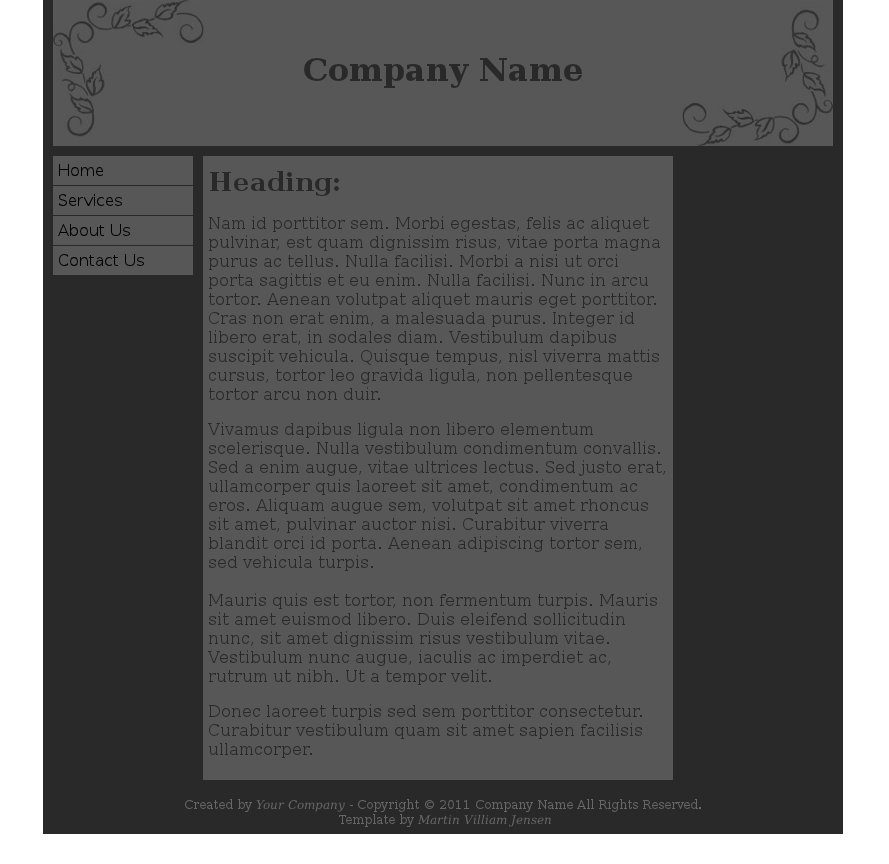 Company Name
Home
Services
About Us
Contact Us
Heading:
Nam id porttitor sem. Morbi egestas, felis ac aliquet
pulvinar, est quam dignissim risus, vitae porta magna
purus ac tellus. Nulla facilisi. Morbi a nisi ut orci
porta sagittis et eu enim. Nulla facilisi. Nunc in arcu
tortor. Aenean volutpat aliquet mauris eget porttitor.
Cras non erat enim, a malesuada purus. Integer id
libero erat, in sodales diam. Vestibulum dapibus
suscipit vehicula. Quisque tempus, nisl viverra mattis
cursus, tortor leo gravida ligula, non pellentesque
tortor arcu non duir.
Vivamus dapibus ligula non libero elementum
scelerisque. Nulla vestibulum condimentum convallis.
Sed a enim augue, vitae ultrices lectus. Sed justo erat,
ullamcorper quis laoreet sit amet, condimentum ac
eros. Aliquam augue sem, volutpat sit amet rhoncus
sit amet, pulvinar auctor nisi. Curabitur viverra
blandit orci id porta. Aenean adipiscing tortor sem,
sed vehicula turpis.
Mauris quis est tortor, non fermentum turpis. Mauris
sit amet euismod libero. Duis eleifend sollicitudin
nunc, sit amet dignissim risus vestibulum vitae.
Vestibulum nunc augue, iaculis ac imperdiet ac,
rutrum ut nibh. Ut a tempor velit.
Donec laoreet turpis sed sem porttitor consectetur.
Curabitur vestibulum quam sit amet sapien facilisis
ullamcorper.
Created by Your Company - Copyright © 2011 Company Name All Rights Reserved.
Template by Martin Villiam Jensen